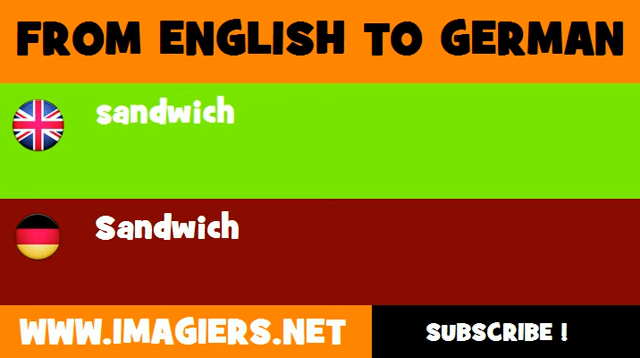 FROM ENGLISH TO GERMAN
sandwich
Sandwich
WWW.IMAGIERS.NET
SUBSCRIBE !